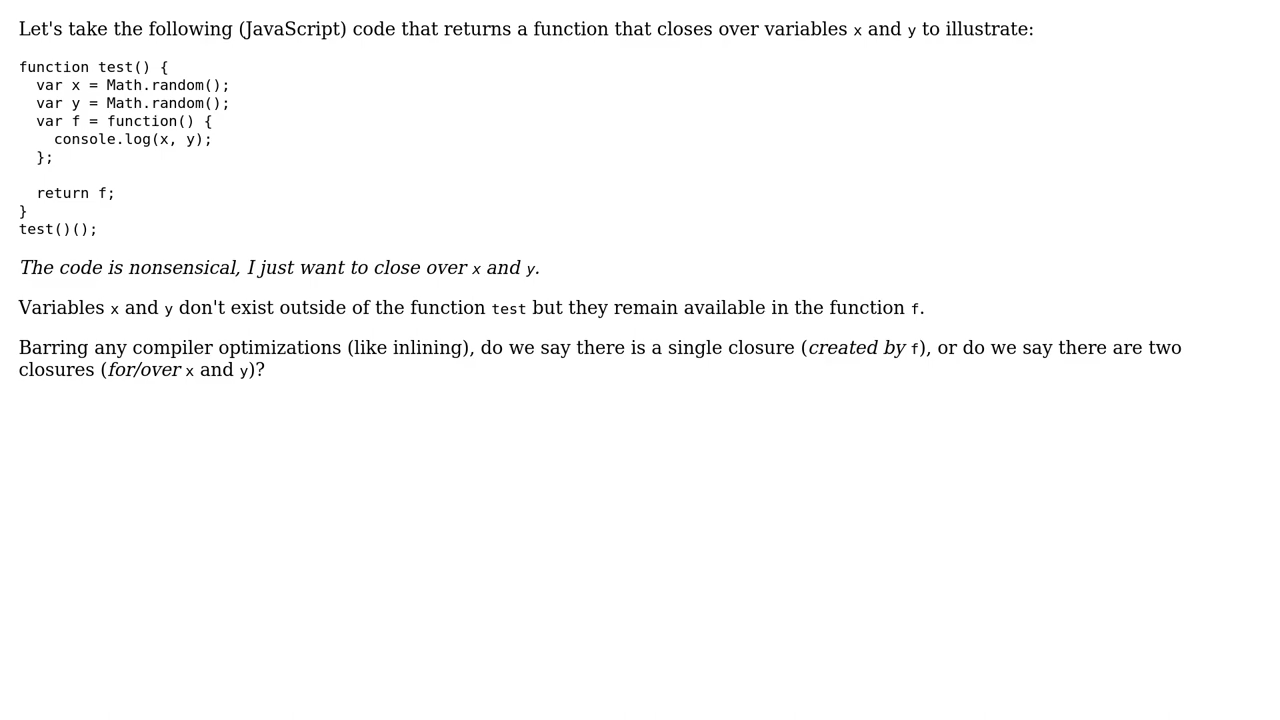 Let's take the following (JavaScript) code that returns a function that closes over variables x and y to illustrate:
function test() {
  var x = Math.random();
  var y = Math.random();
  var f = function() {
    console.log(x, y);
  };

  return f;
}
test()();
The code is nonsensical, I just want to close over x and y.
Variables x and y don't exist outside of the function test but they remain available in the function f.
Barring any compiler optimizations (like inlining), do we say there is a single closure (created by f), or do we say there are two
closures (for/over x and y)?